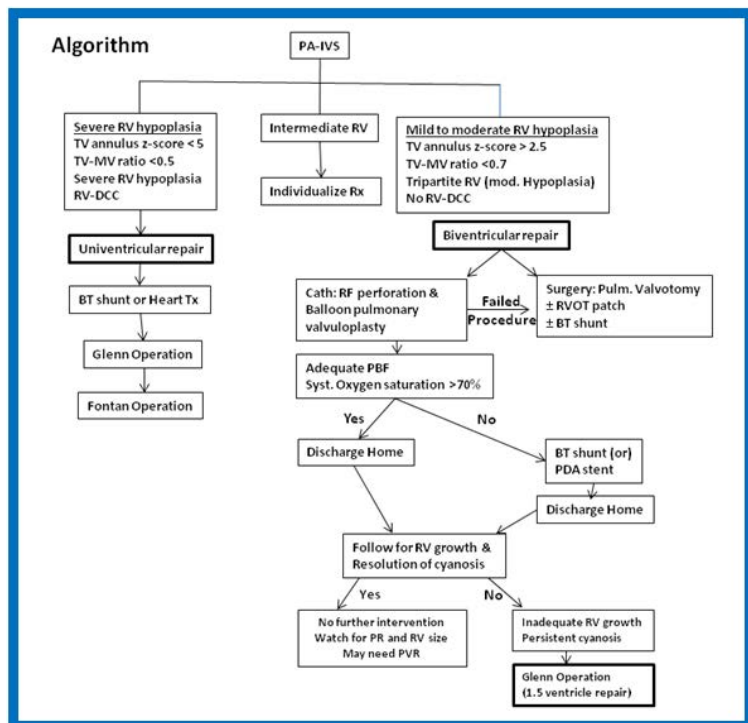 Algorithm
PA-IVS
Severe RV hypoplasia
TV annulus z-score < 5
TV-MV ratio <0.5
Severe RV hypoplasia
RV-DCC
Intermediate RV
Individualize Rx
Mild to moderate RV hypoplasia
TV annulus z-score > 2.5
TV-MV ratio <0.7
Tripartite RV (mod. Hypoplasia)
No RV-DCC
Univentricular repair
BT shunt or Heart Tx
Glenn Operation
Fontan Operation
Biventricular repair
Cath: RF perforation &
Balloon pulmonary
valvuloplasty
Failed
Procedure
Surgery: Pulm. Valvotomy
± RVOT patch
± BT shunt
Adequate PBF
Syst. Oxygen saturation >70%
Yes
No
Discharge Home
BT shunt (or)
PDA stent
Discharge Home
Follow for RV growth &
Resolution of cyanosis
Yes
No
No further intervention
Watch for PR and RV size
May need PVR
Inadequate RV growth
Persistent cyanosis
Glenn Operation
(1.5 ventricle repair)